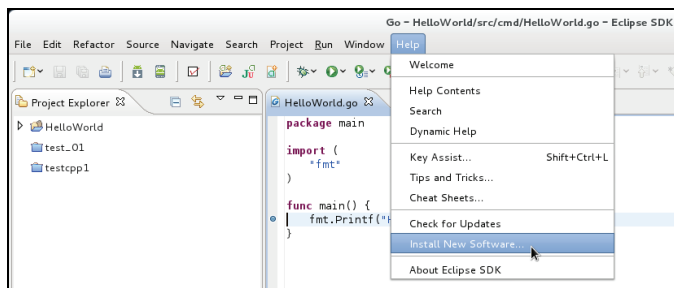 Go - HelloWorld/src/cmd/HelloWorld.go - Eclipse SDK
File Edit Refactor Source Navigate Search Project Run Window Help
Project Explorer
HelloWorld
test_01
testcpp1
HelloWorld.go
package main
import (
"fmt"
)
func main() {
fmt.Printf("H
}
Welcome
Help Contents
Search
Dynamic Help
Key Assist... Shift+Ctrl+L
Tips and Tricks...
Cheat Sheets...
Check for Updates
Install New Software...
About Eclipse SDK